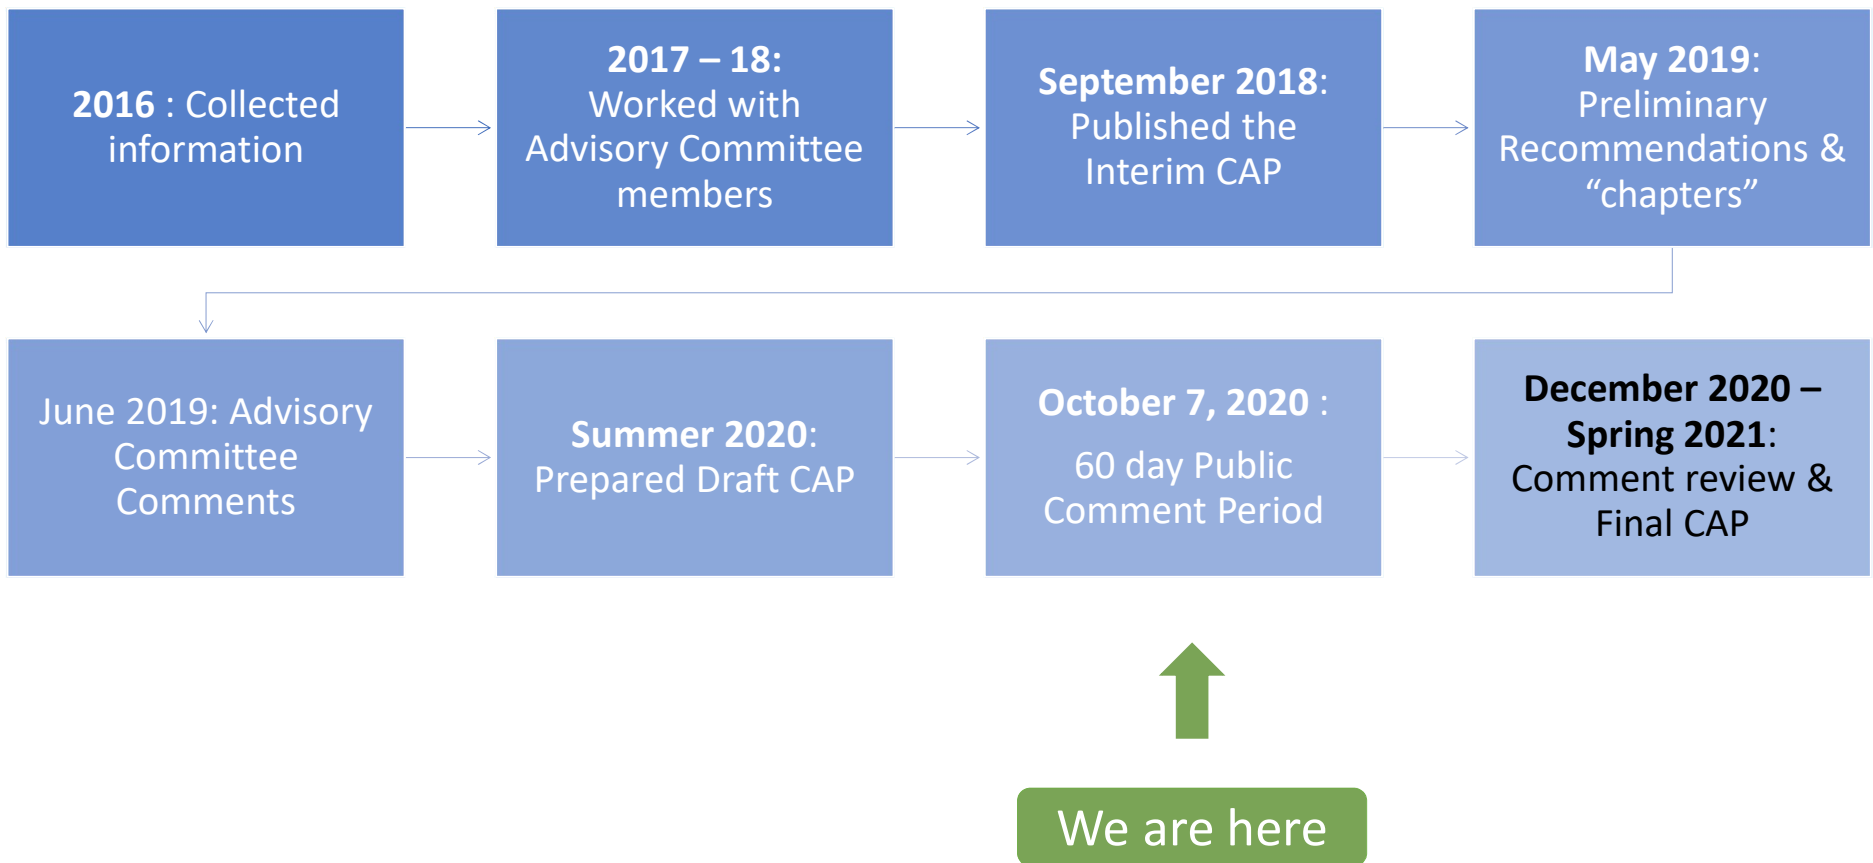 2016 : Collected
information
2017 – 18:
Worked with
Advisory Committee
members
September 2018:
Published the
Interim CAP
May 2019:
Preliminary
Recommendations &
“chapters”
June 2019: Advisory
Committee
Comments
Summer 2020:
Prepared Draft CAP
October 7, 2020 :
60 day Public
Comment Period
December 2020 –
Spring 2021:
Comment review &
Final CAP
We are here